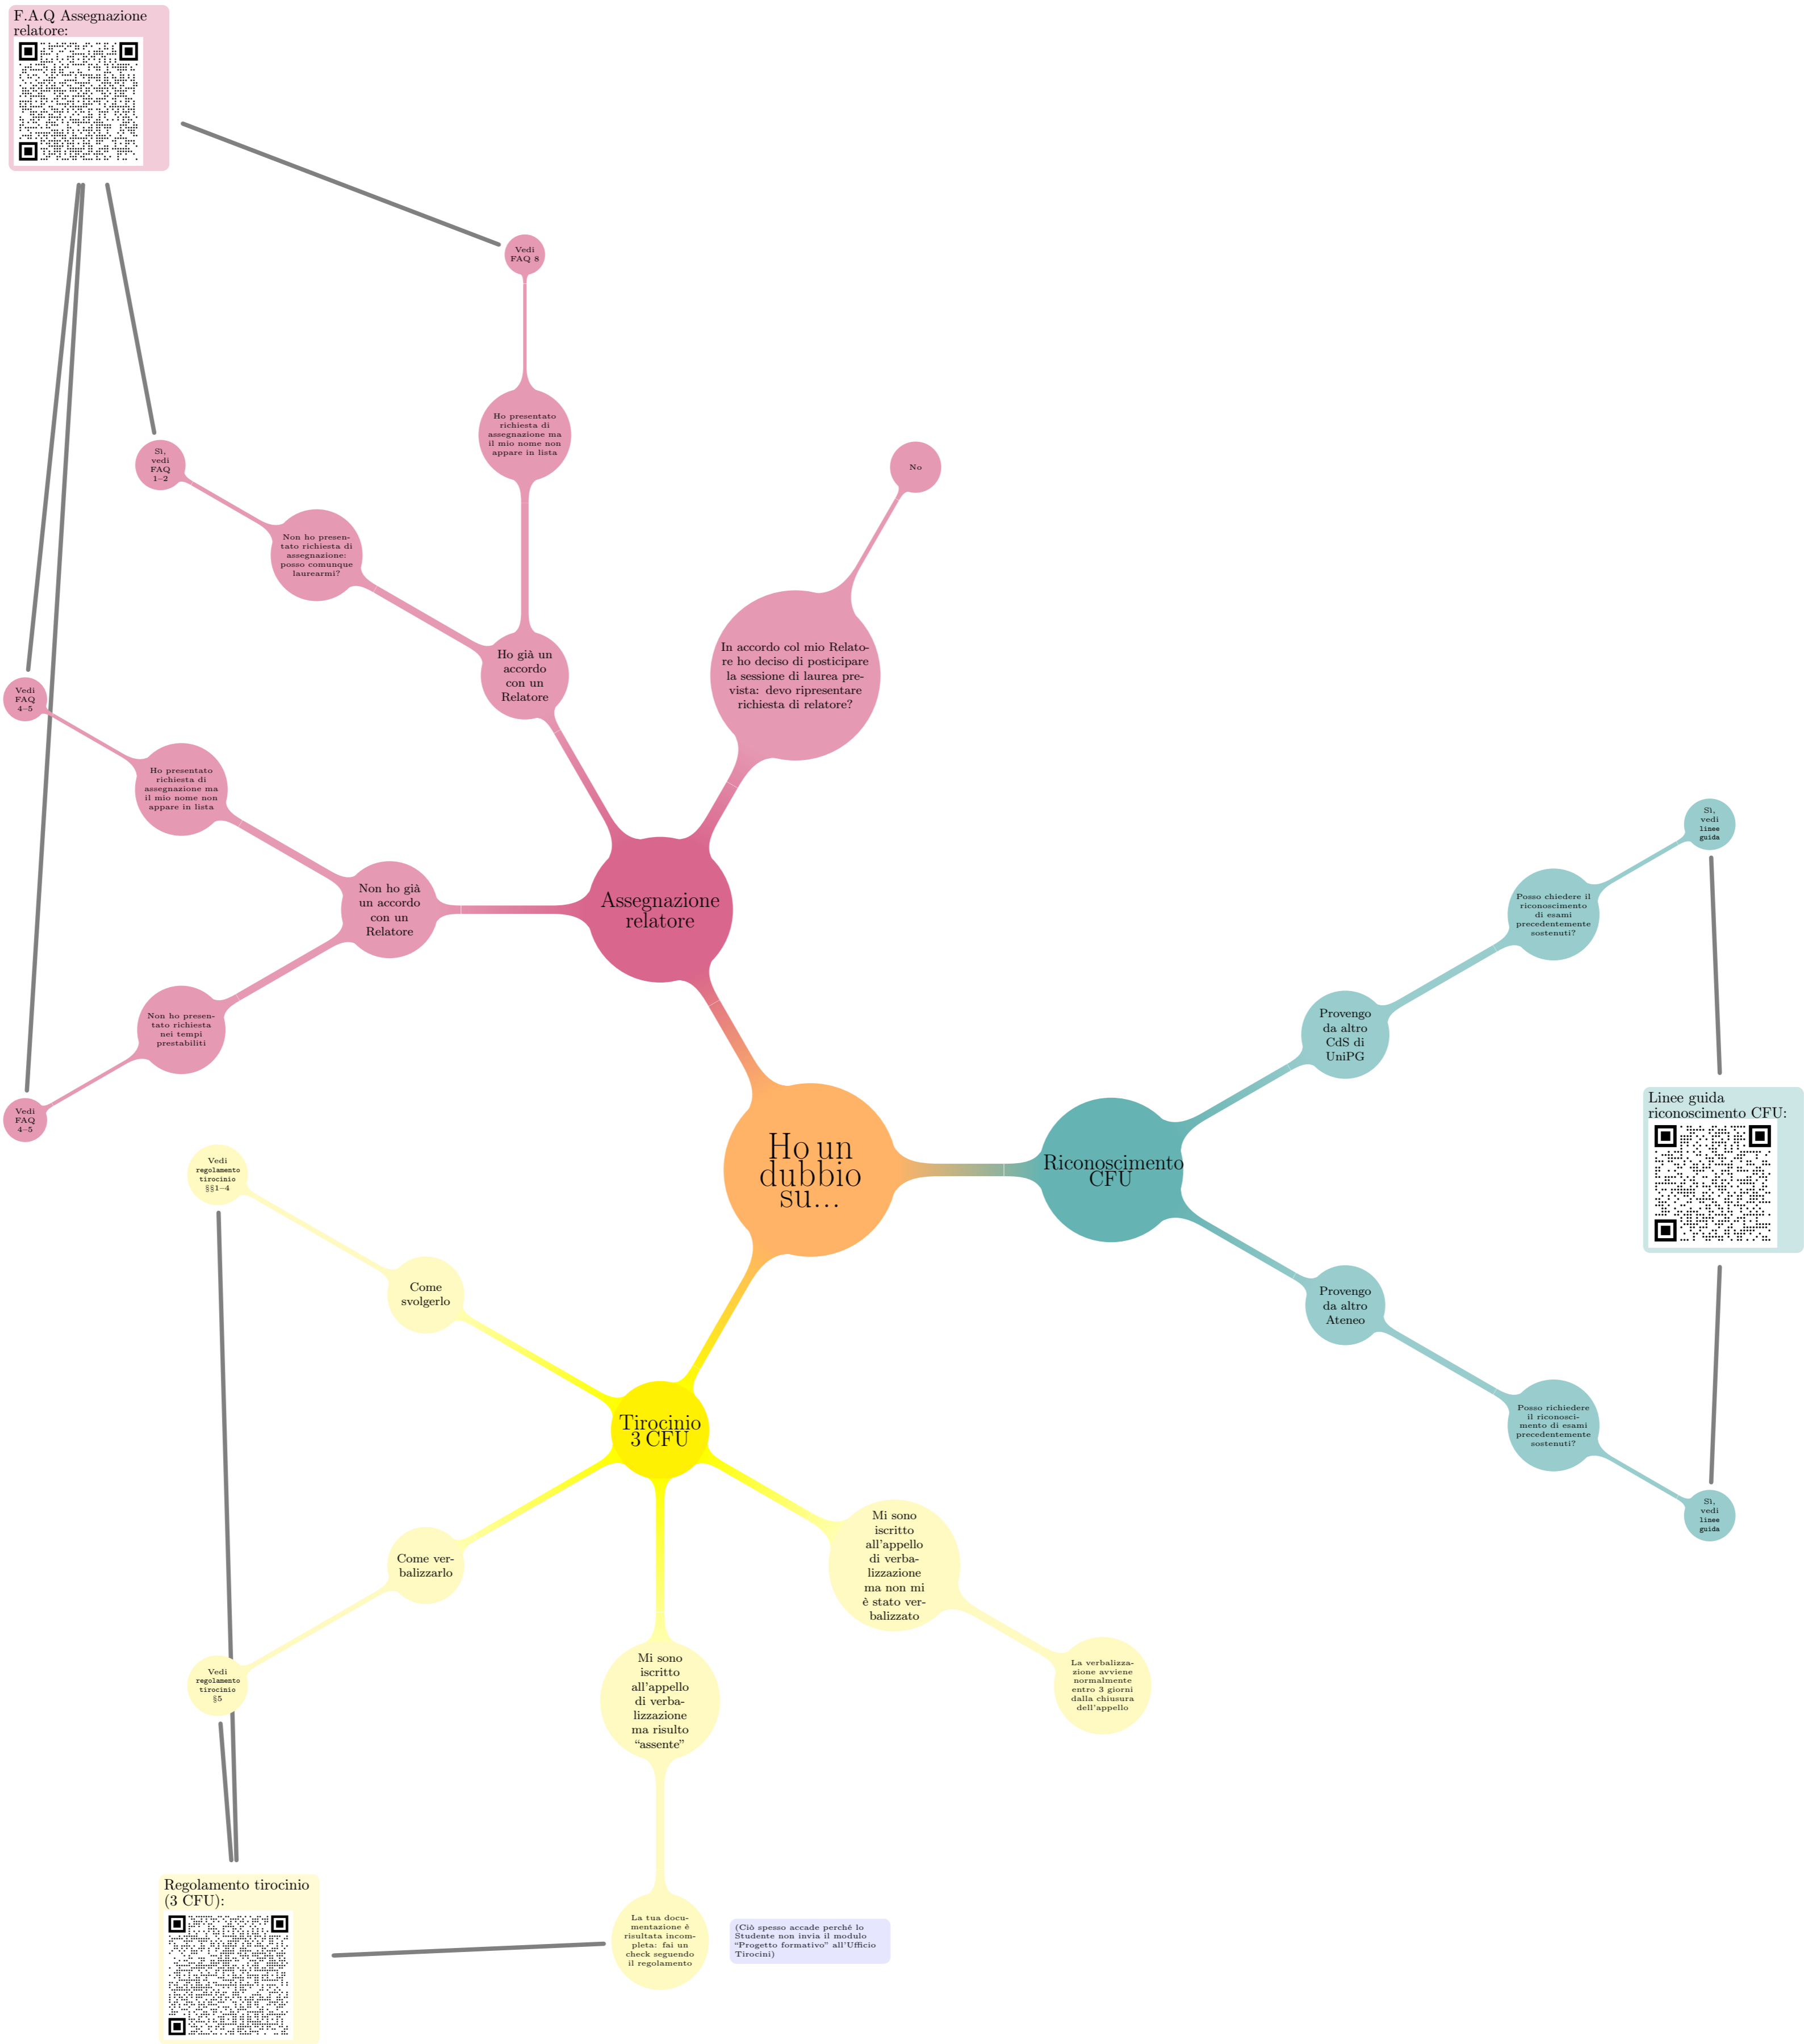 F.A.Q Assegnazione
relatore:
Vedi
FAQ 8
Ho presentato
richiesta di
assegnazione ma
il mio nome non
appare in lista
Sì,
vedi
FAQ
1–2
No
Non ho presen-
tato richiesta di
assegnazione:
posso comunque
laurearmi?
Ho già un
accordo
con un
Relatore
In accordo col mio Relato-
re ho deciso di posticipare
la sessione di laurea pre-
vista: devo ripresentare
richiesta di relatore?
Vedi
FAQ
4–5
Ho presentato
richiesta di
assegnazione ma
il mio nome non
appare in lista
Non ho già
un accordo
con un
Relatore
Assegnazione
relatore
Non ho presen-
tato richiesta
nei tempi
prestabiliti
Vedi
FAQ
4–5
Sì,
vedi
linee
guida
Posso chiedere il
riconoscimento
di esami
precedentemente
sostenuti?
Provengo
da altro
CdS di
UniPG
Linee guida
riconoscimento CFU:
Ho un
dubbio
su...
Riconoscimento
CFU
Provengo
da altro
Ateneo
Posso richiedere
il riconosci-
mento di esami
precedentemente
sostenuti?
Sì,
vedi
linee
guida
Vedi
regolamento
tirocinio
§§1–4
Come
svolgerlo
Tirocinio
3 CFU
Come ver-
balizzarlo
Vedi
regolamento
tirocinio
§5
Mi sono
iscritto
all'appello
di verba-
lizzazione
ma non mi
è stato ver-
balizzato
La verbalizza-
zione avviene
normalmente
entro 3 giorni
dalla chiusura
dell'appello
Mi sono
iscritto
all'appello
di verba-
lizzazione
ma risulto
“assente”
Regolamento tirocinio
(3 CFU):
La tua docu-
mentazione è
risultata incom-
pleta: fai un
check seguendo
il regolamento
(Ciò spesso accade perché lo
Studente non invia il modulo
“Progetto formativo” all'Ufficio
Tirocini)